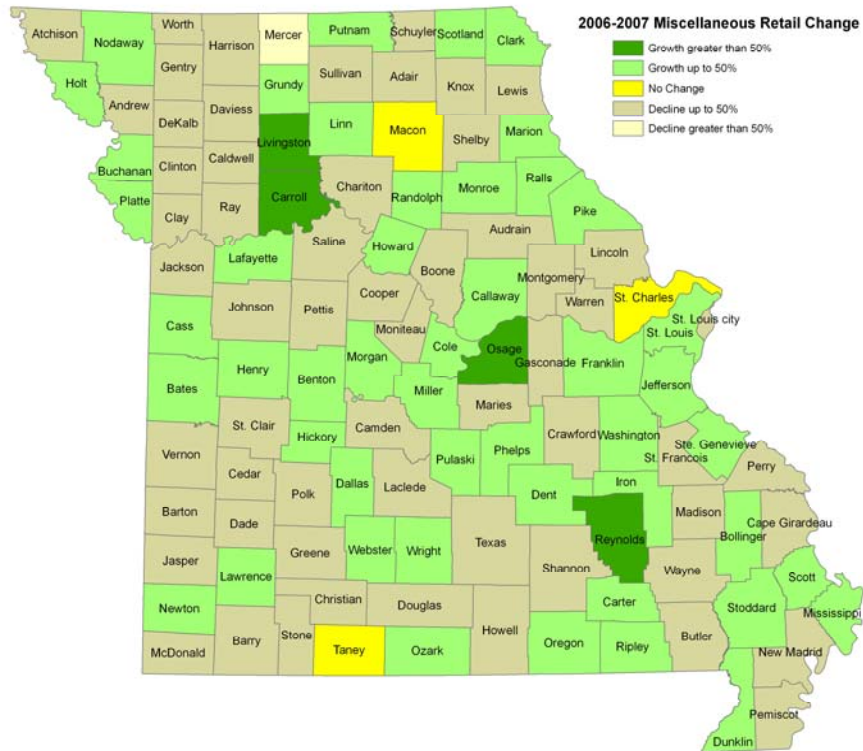 2006-2007 Miscellaneous Retail Change
Growth greater than 50%
Growth up to 50%
No Change
Decline up to 50%
Decline greater than 50%
Atchison
Nodaway
Worth
Harrison
Mercer
Putnam
Schuyler
Scotland
Clark
Gentry
Holt
Sullivan
Adair
Knox
Lewis
Grundy
Andrew
Daviess
DeKalb
Linn
Macon
Shelby
Marion
Livingston
Buchanan
Clinton
Caldwell
Chariton
Randolph
Monroe
Ralls
Platte
Clay
Ray
Carroll
Pike
Audrain
Saline
Howard
Lincoln
Jackson
Lafayette
Boone
Montgomery
Cooper
Callaway
Warren
St. Charles
Johnson
Pettis
Moniteau
St. Louis city
St. Louis
Cass
Cole
Osage
Gasconade
Franklin
Morgan
Henry
Benton
Miller
Jefferson
Bates
Maries
St. Clair
Camden
Crawford
Washington
Hickory
Ste. Genevieve
St. Francois
Vernon
Pulaski
Phelps
Perry
Cedar
Polk
Dallas
Laclede
Dent
Iron
Barton
Dade
Madison
Cape Girardeau
Bollinger
Reynolds
Texas
Jasper
Greene
Webster
Wright
Shannon
Wayne
Scott
Lawrence
Newton
Christian
Douglas
Carter
Stoddard
Mississippi
Howell
Barry
Stone
Taney
Ozark
Oregon
Ripley
Butler
McDonald
New Madrid
Pemiscot
Dunklin